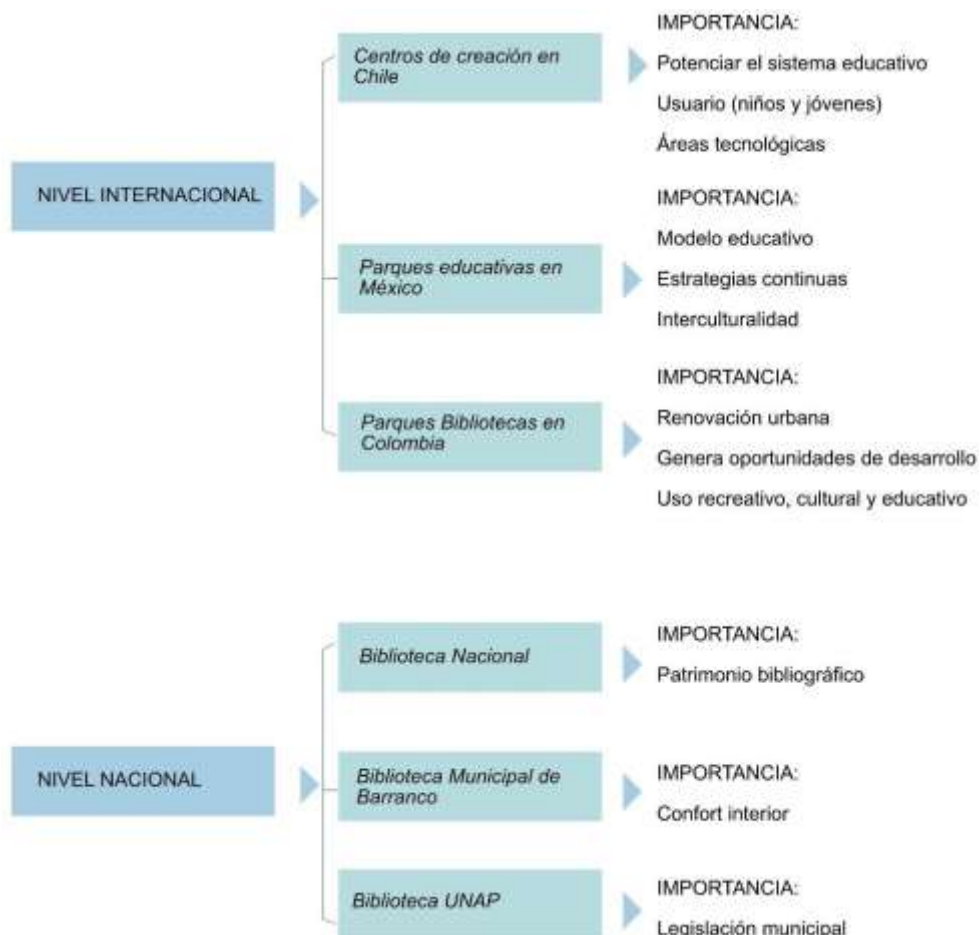 IMPORTANCIA:
Centros de creación en
Chile
Potenciar el sistema educativo
Usuario (niños y jóvenes)
Áreas tecnológicas
NIVEL INTERNACIONAL
IMPORTANCIA:
Parques educativas en
México
Modelo educativo
Estrategias continuas
Interculturalidad
IMPORTANCIA:
Parques Bibliotecas en
Colombia
Renovación urbana
Genera oportunidades de desarrollo
Uso recreativo, cultural y educativo
Biblioteca Nacional
IMPORTANCIA:
Patrimonio bibliográfico
NIVEL NACIONAL
Biblioteca Municipal de
Barranco
IMPORTANCIA:
Confort interior
Biblioteca UNAP
IMPORTANCIA:
Legislación municipal